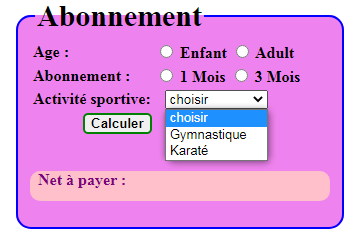 Abonnement
Age : Enfant Adult
Abonnement : 1 Mois 3 Mois
Activité sportive: choisir
choisir
Calculer
Gymnastique
Karaté
Net à payer :